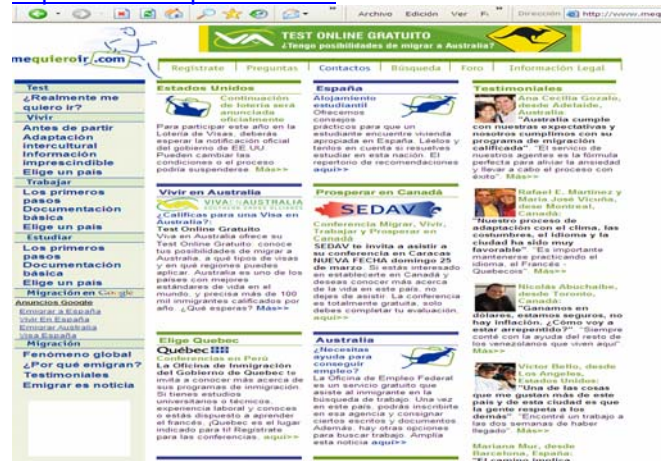 Archivo Edición Ver
Dirección http://www.meq
mequieroir.com
TEST ONLINE GRATUITO
¿Tengo posibilidades de migrar a Australia?
Registrate Preguntas Contactos Búsqueda Foro Información Legal
Test
¿Realmente me
quiero ir?
Vivir
Antes de partir
Adaptación
intercultural
Información
imprescindible
Elige un país
Trabajar
Los primeros
pasos
Documentación
básica
Elige un país
Estudiar
Los primeros
pasos
Documentación
básica
Elige un país
Migración en Google
Anuncios Google
Emigrar a España
Vivir En España
Emigrar Australia
Visa España
Migración
Fenómeno global
¿Por qué emigran?
Testimoniales
Emigrar es noticia
Estados Unidos
Continuación
de lotería será
anunciada
oficialmente
Para participar este año en la
Lotería de Visas, deberás
esperar la notificación oficial
del gobierno de EE UU.
Pueden cambiar las
condiciones o el proceso
podría suspenderse. Más>>
Vivir en Australia
VIVA EN AUSTRALIA
¿Calificas para una Visa en
Australia?:
Test Online Gratuito
Viva en Australia ofrece su
Test Online Gratuito: conoce
tus posibilidades de migrar a
Australia, a qué tipos de visas
y en qué regiones puedes
aplicar. Australia es uno de los
países con mejores
estándares de vida en el
mundo, y precisa más de 100
mil inmigrantes calificados por
año. ¿Qué esperas? Más>>
Elige Quebec
Québec
Conferencias en Perú
La Oficina de Inmigración
del Gobierno de Quebec te
invita a conocer más acerca de
sus programas de inmigración.
Si tienes estudios
universitarios o técnicos,
experiencia laboral y conoces
o estás dispuesto a aprender
el francés, ¡Quebec es el lugar
indicado para ti! Regístrate
para las conferencias. aquí>>
España
Alojamiento
estudiantil
Ofrecemos
consejos
prácticos para que un
estudiante encuentre vivienda
apropiada en España. Léelos y
tenlos en cuenta si resuelves
estudiar en esta nación. El
repertorio de recomendaciones
aquí>>
Prosperar en Canadá
SEDAV
Conferencia Migrar, Vivir,
Trabajar y Prosperar en
Canadá
SEDAV te invita a asistir a
su conferencia en Caracas
NUEVA FECHA domingo 25
de marzo. Si estás interesado
en establecerte en Canadá y
deseas conocer más acerca
de la vida en este país, no
dejes de asistir. La conferencia
es totalmente gratuita, solo
debes completar tu evaluación.
aquí>>
Australia
¿Necesitas
ayuda para
conseguir
empleo?
La Oficina de Empleo Federal
es un servicio gratuito que
asiste al inmigrante en la
búsqueda de trabajo. Una vez
en este país, podrás inscribirte
en esa agencia y consignar
ciertos escritos y documentos.
Además, hay otras opciones
para buscar trabajo. Amplía
esta noticia aquí>>
Testimoniales
Ana Cecilia Gozalo,
desde Adelaide,
Australia:
"Australia cumple
con nuestras expectativas y
nosotros cumplimos con su
programa de migración
calificada" "El servicio de
nuestros agentes es la fórmula
perfecta para aliviar la ansiedad
y llevar a cabo el proceso con
éxito". Más>>
Rafael E. Martínez y
María José Vicuña,
desde Montreal,
Canadá:
"Nuestro proceso de
adaptación con el clima, las
costumbres, el idioma y la
ciudad ha sido muy
favorable" "Es importante
mantenerse practicando el
idioma, el Francés -
Quebecois" Más>>
Nicolás Abuchaibe,
desde Toronto,
Canadá:
"Ganamos en
dólares, estamos seguros, no
hay inflación. ¿Cómo voy a
estar arrepentido?" "Siempre
conté con la ayuda del resto de
los venezolanos que viven aquí"
Más>>
Víctor Bello, desde
Los Angeles,
Estados Unidos:
"Una de las cosas
que me gustan más de este
país y de esta ciudad es que
la gente respeta a los
demás" "Encontré un trabajo a
las dos semanas de haber
llegado". Más>>
Mariana Mur, desde
Barcelona, España:
"El camino implica